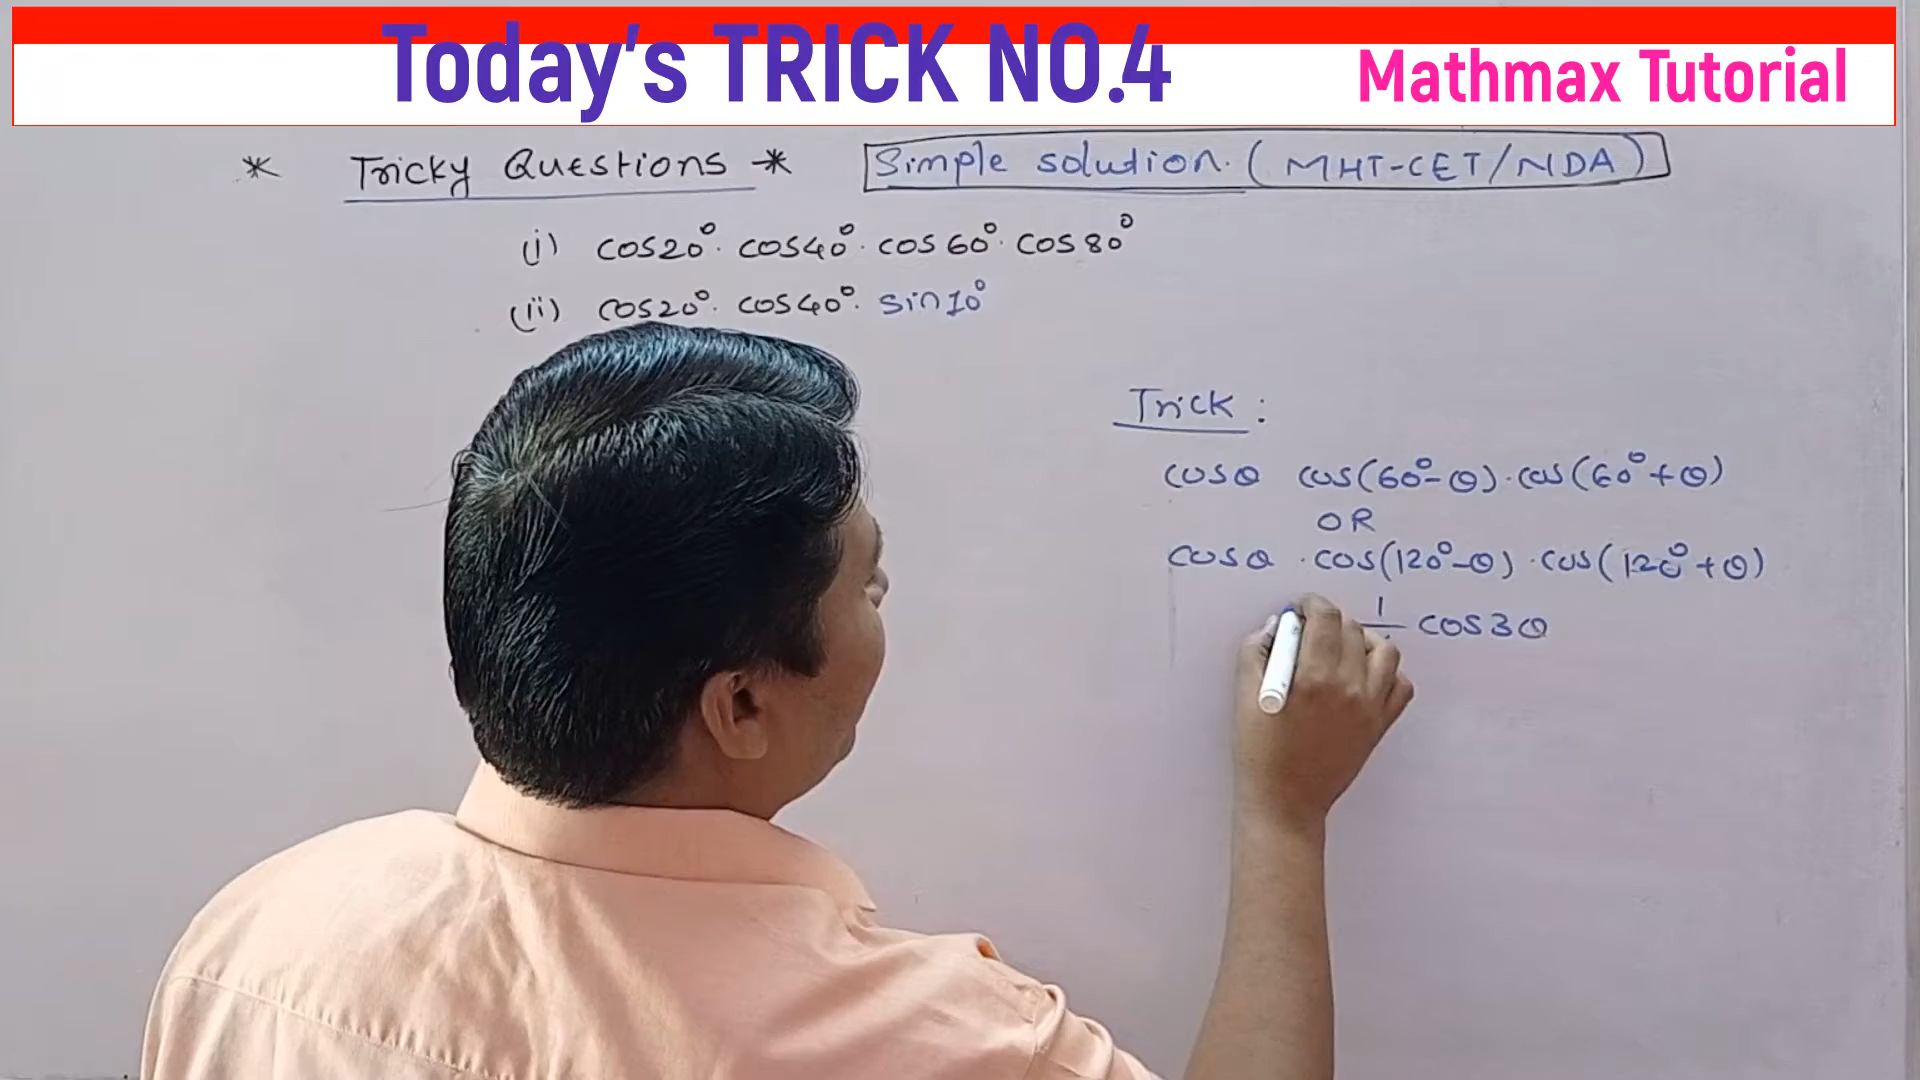 Today's TRICK NO.4
Mathmax Tutorial
* Tricky Questions * Simple solution. (MHT-CET/NDA)
(i) cos20°. cos40°. cos60°. cos80°
(ii) cos20°. cos40°. sin10°
Trick :
cosθ cos(60°-θ).cos(60°+θ)
OR
cosθ .cos(120°-θ).cos(120°+θ)
1
cos3θ